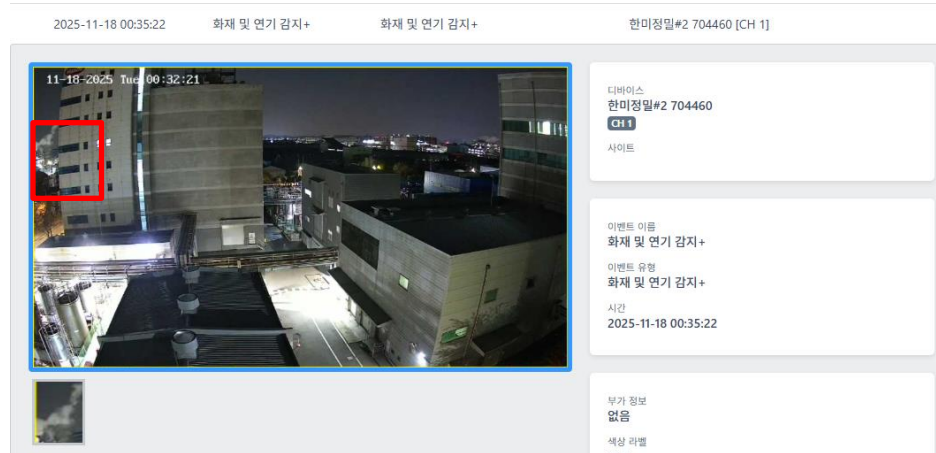 2025-11-18 00:35:22 화재 및 연기 감지+ 화재 및 연기 감지+ 한미정밀#2 704460 [CH 1]
11-18-2025 Tue 00:32:21
디바이스
한미정밀#2 704460
CH 1
사이트
이벤트 이름
화재 및 연기 감지+
이벤트 유형
화재 및 연기 감지+
시간
2025-11-18 00:35:22
부가 정보
없음
색상 라벨